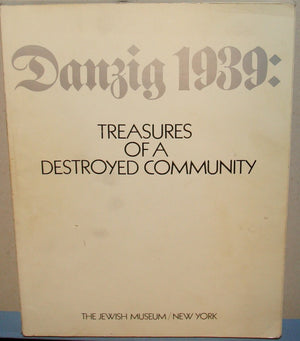 Danzig 1939:
TREASURES
OF A
DESTROYED COMMUNITY
THE JEWISH MUSEUM / NEW YORK